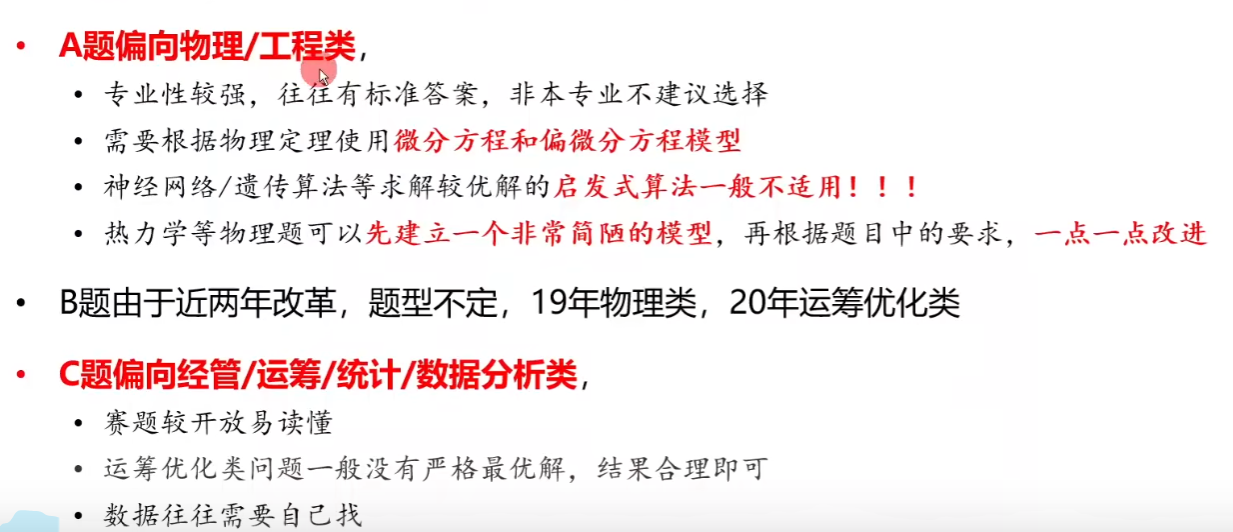 • A题偏向物理/工程类，
• 专业性较强，往往有标准答案，非本专业不建议选择
• 需要根据物理定理使用微分方程和偏微分方程模型
• 神经网络/遗传算法等求解较优解的启发式算法一般不适用！！！
• 热力学等物理题可以先建立一个非常简陋的模型，再根据题目中的要求，一点一点改进
• B题由于近两年改革，题型不定，19年物理类，20年运筹优化类
• C题偏向经管/运筹/统计/数据分析类，
• 赛题较开放易读懂
• 运筹优化类问题一般没有严格最优解，结果合理即可
• 数据往往需要自己找